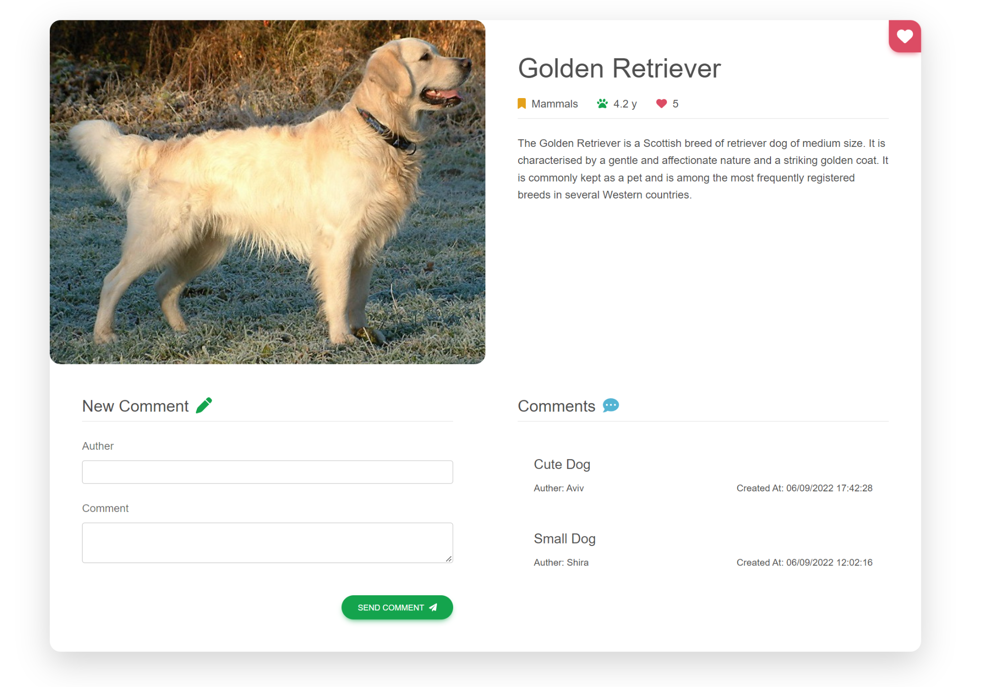 Golden Retriever
Mammals 4.2 y 5
The Golden Retriever is a Scottish breed of retriever dog of medium size. It is
characterised by a gentle and affectionate nature and a striking golden coat. It
is commonly kept as a pet and is among the most frequently registered
breeds in several Western countries.
New Comment
Auther
Comment
SEND COMMENT
Comments
Cute Dog
Auther: Aviv Created At: 06/09/2022 17:42:28
Small Dog
Auther: Shira Created At: 06/09/2022 12:02:16